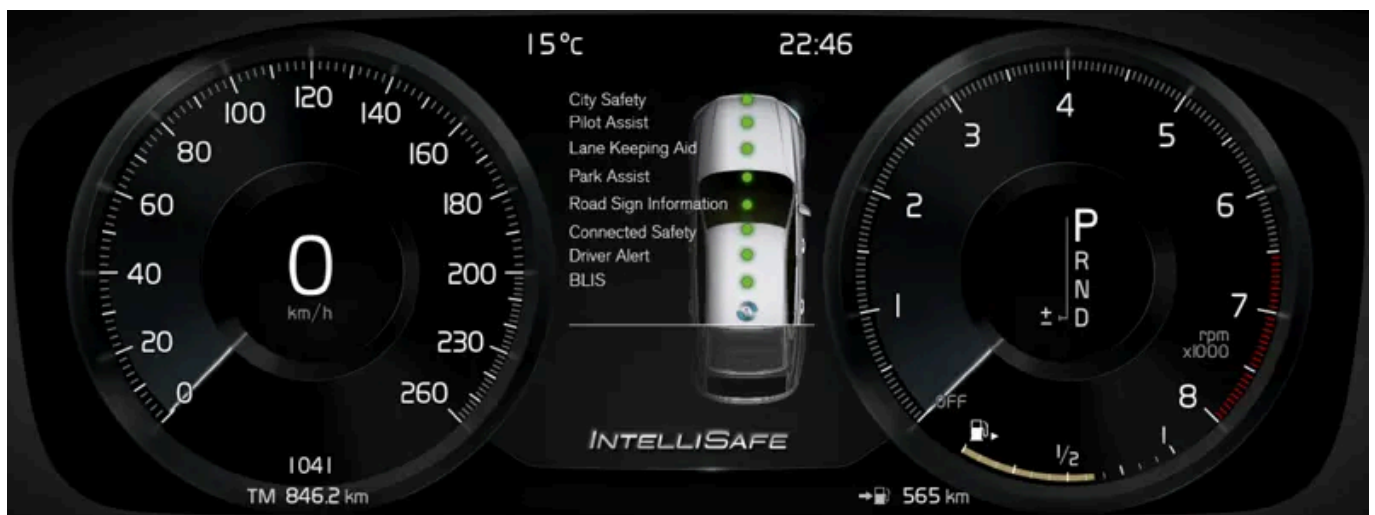 15°c 22:46
0
20
40
60
80
100
120
140
160
180
200
230
260
0
km/h
1041
TM 846.2 km
City Safety
Pilot Assist
Lane Keeping Aid
Park Assist
Road Sign Information
Connected Safety
Driver Alert
BLIS
INTELLISAFE
OFF
1
2
3
4
5
6
7
8
rpm
x1000
P
R
N
± D
1/2
1
565 km